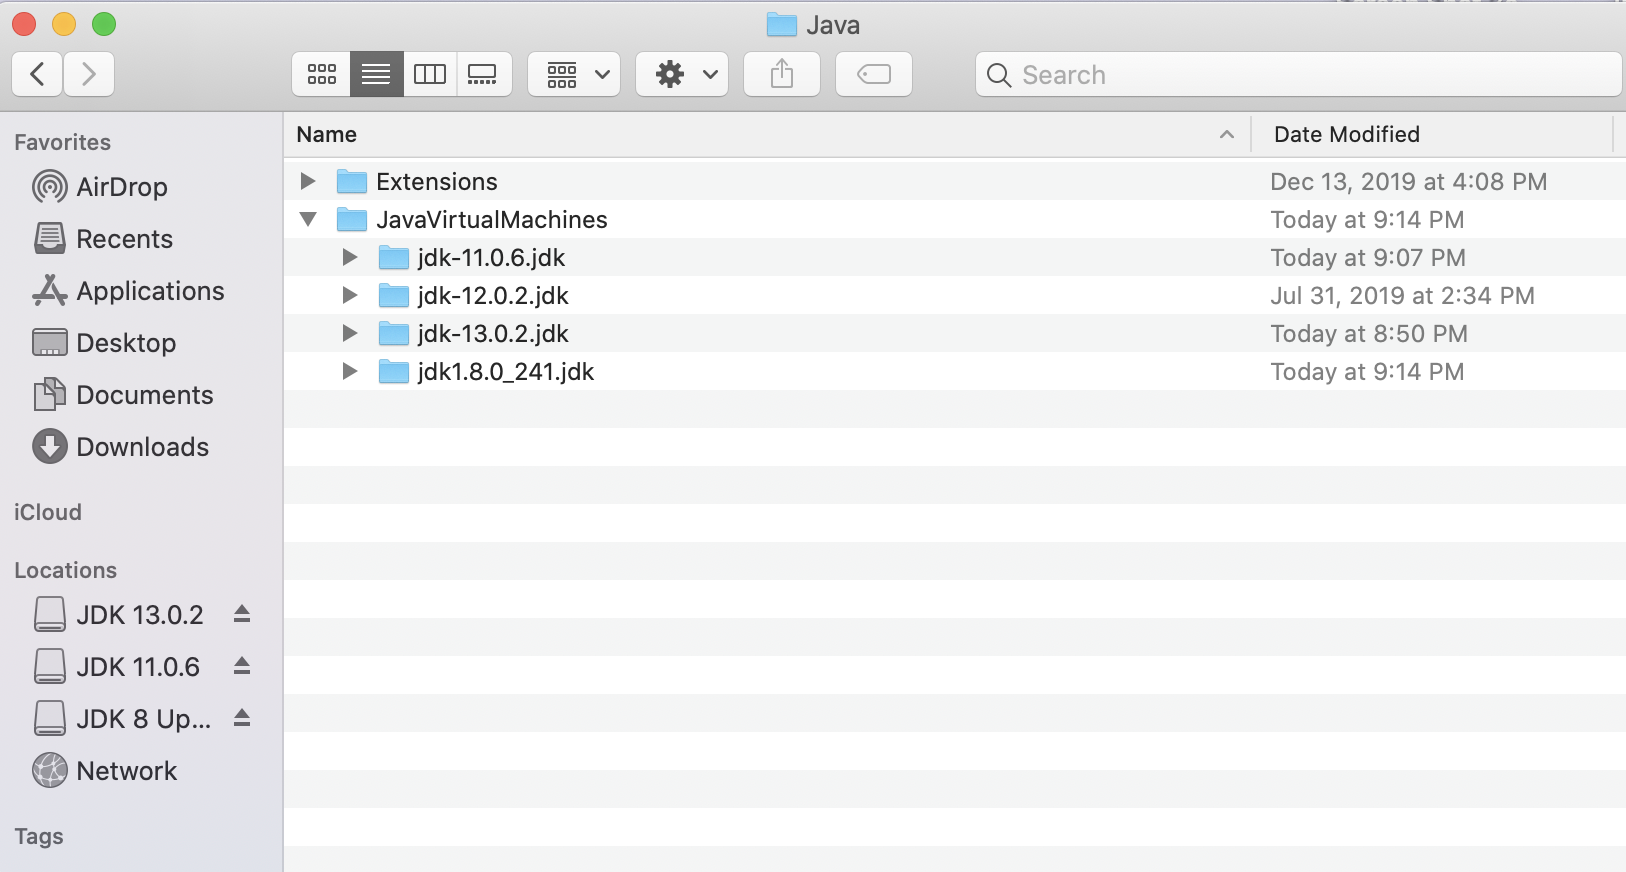 Java
Search
Favorites
AirDrop
Recents
Applications
Desktop
Documents
Downloads
iCloud
Locations
JDK 13.0.2
JDK 11.0.6
JDK 8 Up...
Network
Tags
Name Date Modified
Extensions Dec 13, 2019 at 4:08 PM
JavaVirtualMachines Today at 9:14 PM
jdk-11.0.6.jdk Today at 9:07 PM
jdk-12.0.2.jdk Jul 31, 2019 at 2:34 PM
jdk-13.0.2.jdk Today at 8:50 PM
jdk1.8.0_241.jdk Today at 9:14 PM